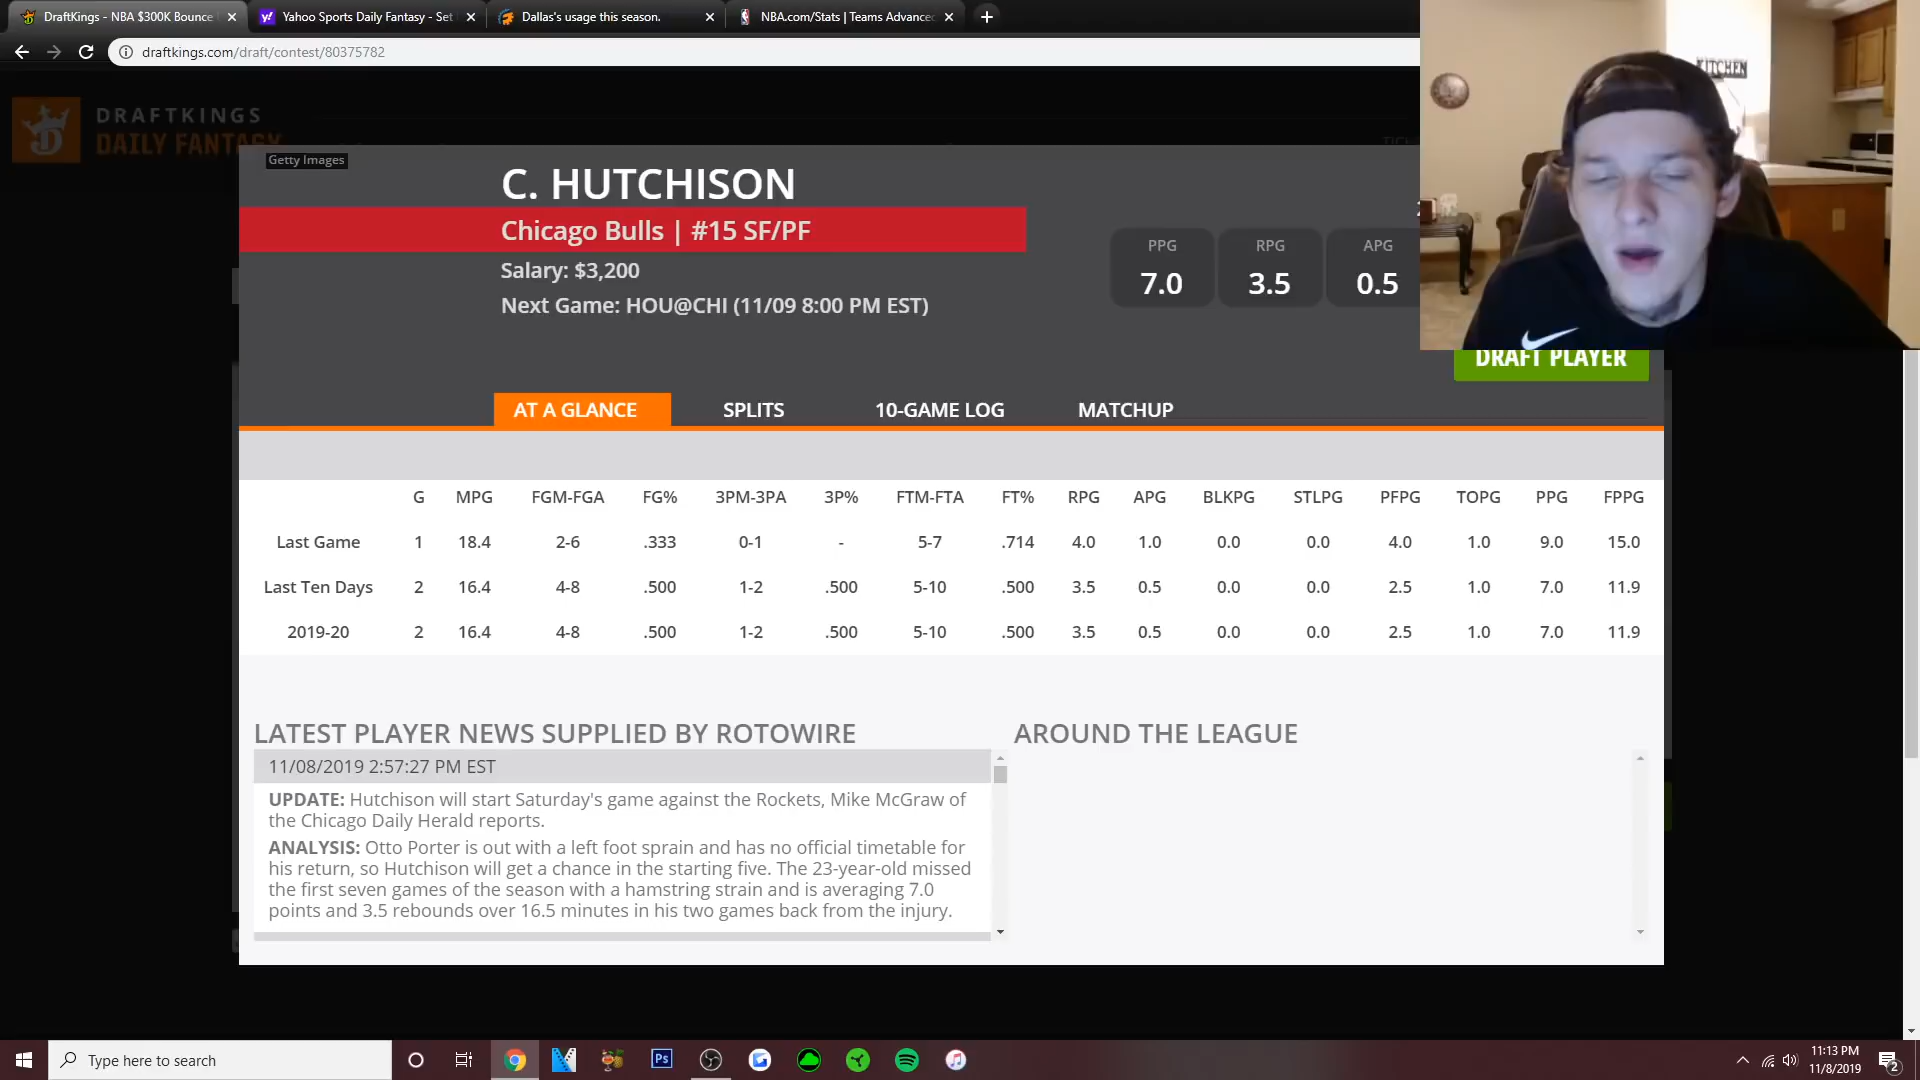 DraftKings - NBA $300K Bounce
Yahoo Sports Daily Fantasy - Set
Dallas's usage this season.
NBA.com/Stats | Teams Advanced
draftkings.com/draft/contest/80375782
DRAFTKINGS
DAILY FANTASY
KITCHEN
Getty Images
C. HUTCHISON
Chicago Bulls | #15 SF/PF
Salary: $3,200
Next Game: HOU@CHI (11/09 8:00 PM EST)
PPG RPG APG
7.0 3.5 0.5
DRAFT PLAYER
AT A GLANCE SPLITS 10-GAME LOG MATCHUP
G MPG FGM-FGA FG% 3PM-3PA 3P% FTM-FTA FT% RPG APG BLKPG STLPG PFPG TOPG PPG FPPG
Last Game 1 18.4 2-6 .333 0-1 - 5-7 .714 4.0 1.0 0.0 0.0 4.0 1.0 9.0 15.0
Last Ten Days 2 16.4 4-8 .500 1-2 .500 5-10 .500 3.5 0.5 0.0 0.0 2.5 1.0 7.0 11.9
2019-20 2 16.4 4-8 .500 1-2 .500 5-10 .500 3.5 0.5 0.0 0.0 2.5 1.0 7.0 11.9
LATEST PLAYER NEWS SUPPLIED BY ROTOWIRE
AROUND THE LEAGUE
11/08/2019 2:57:27 PM EST
UPDATE: Hutchison will start Saturday's game against the Rockets, Mike McGraw of
the Chicago Daily Herald reports.
ANALYSIS: Otto Porter is out with a left foot sprain and has no official timetable for
his return, so Hutchison will get a chance in the starting five. The 23-year-old missed
the first seven games of the season with a hamstring strain and is averaging 7.0
points and 3.5 rebounds over 16.5 minutes in his two games back from the injury.
Type here to search
Ps
11:13 PM
11/8/2019
2